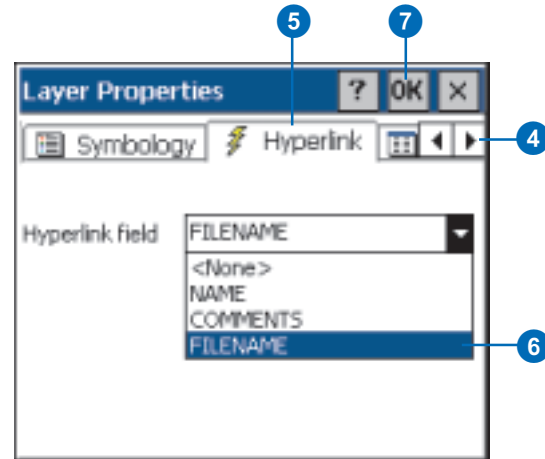 5 7
Layer Properties ? OK ×
Symbology Hyperlink
4
Hyperlink field FILENAME
<None>
NAME
COMMENTS
FILENAME
6